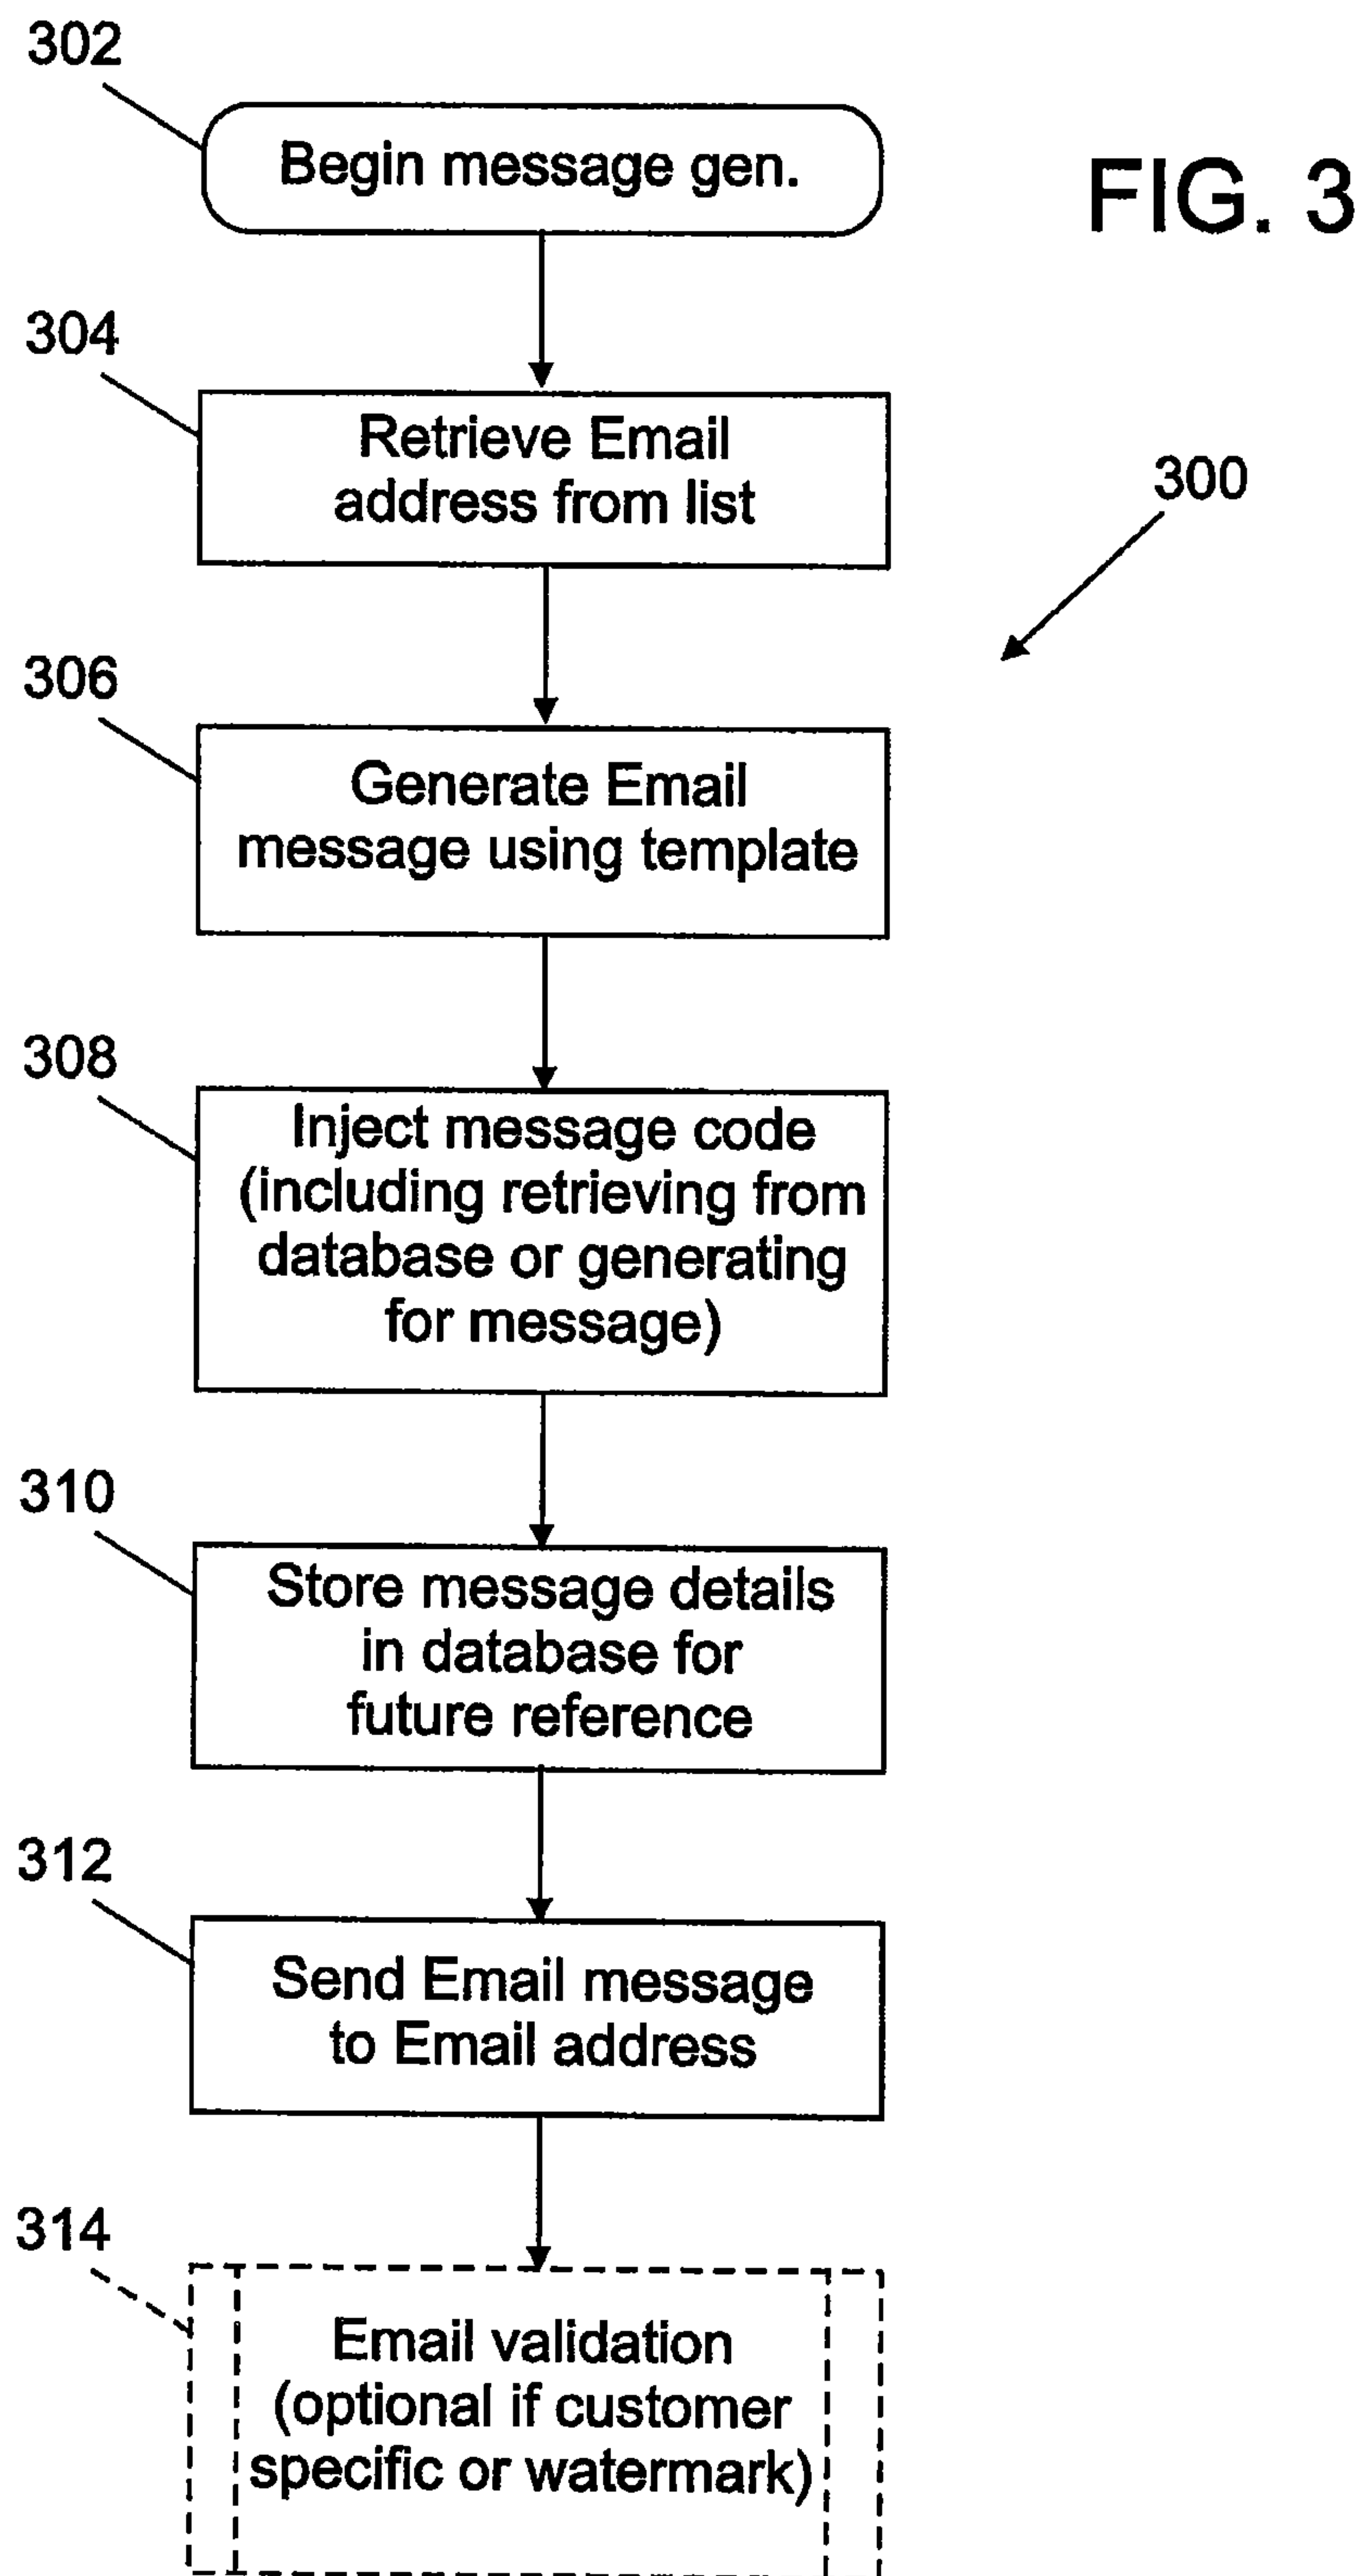 302
Begin message gen.
FIG. 3
304
Retrieve Email
address from list
300
306
Generate Email
message using template
308
Inject message code
(including retrieving from
database or generating
for message)
310
Store message details
in database for
future reference
312
Send Email message
to Email address
314
Email validation
(optional if customer
specific or watermark)